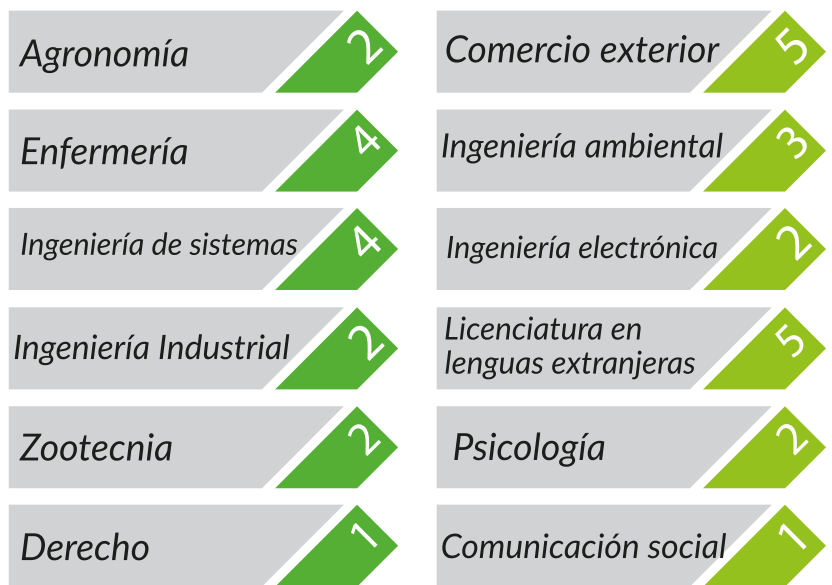 Agronomía 2
Enfermería 4
Ingeniería de sistemas 4
Ingeniería Industrial 2
Zootecnia 2
Derecho 1
Comercio exterior 5
Ingeniería ambiental 3
Ingeniería electrónica 2
Licenciatura en
lenguas extranjeras 5
Psicología 2
Comunicación social 1